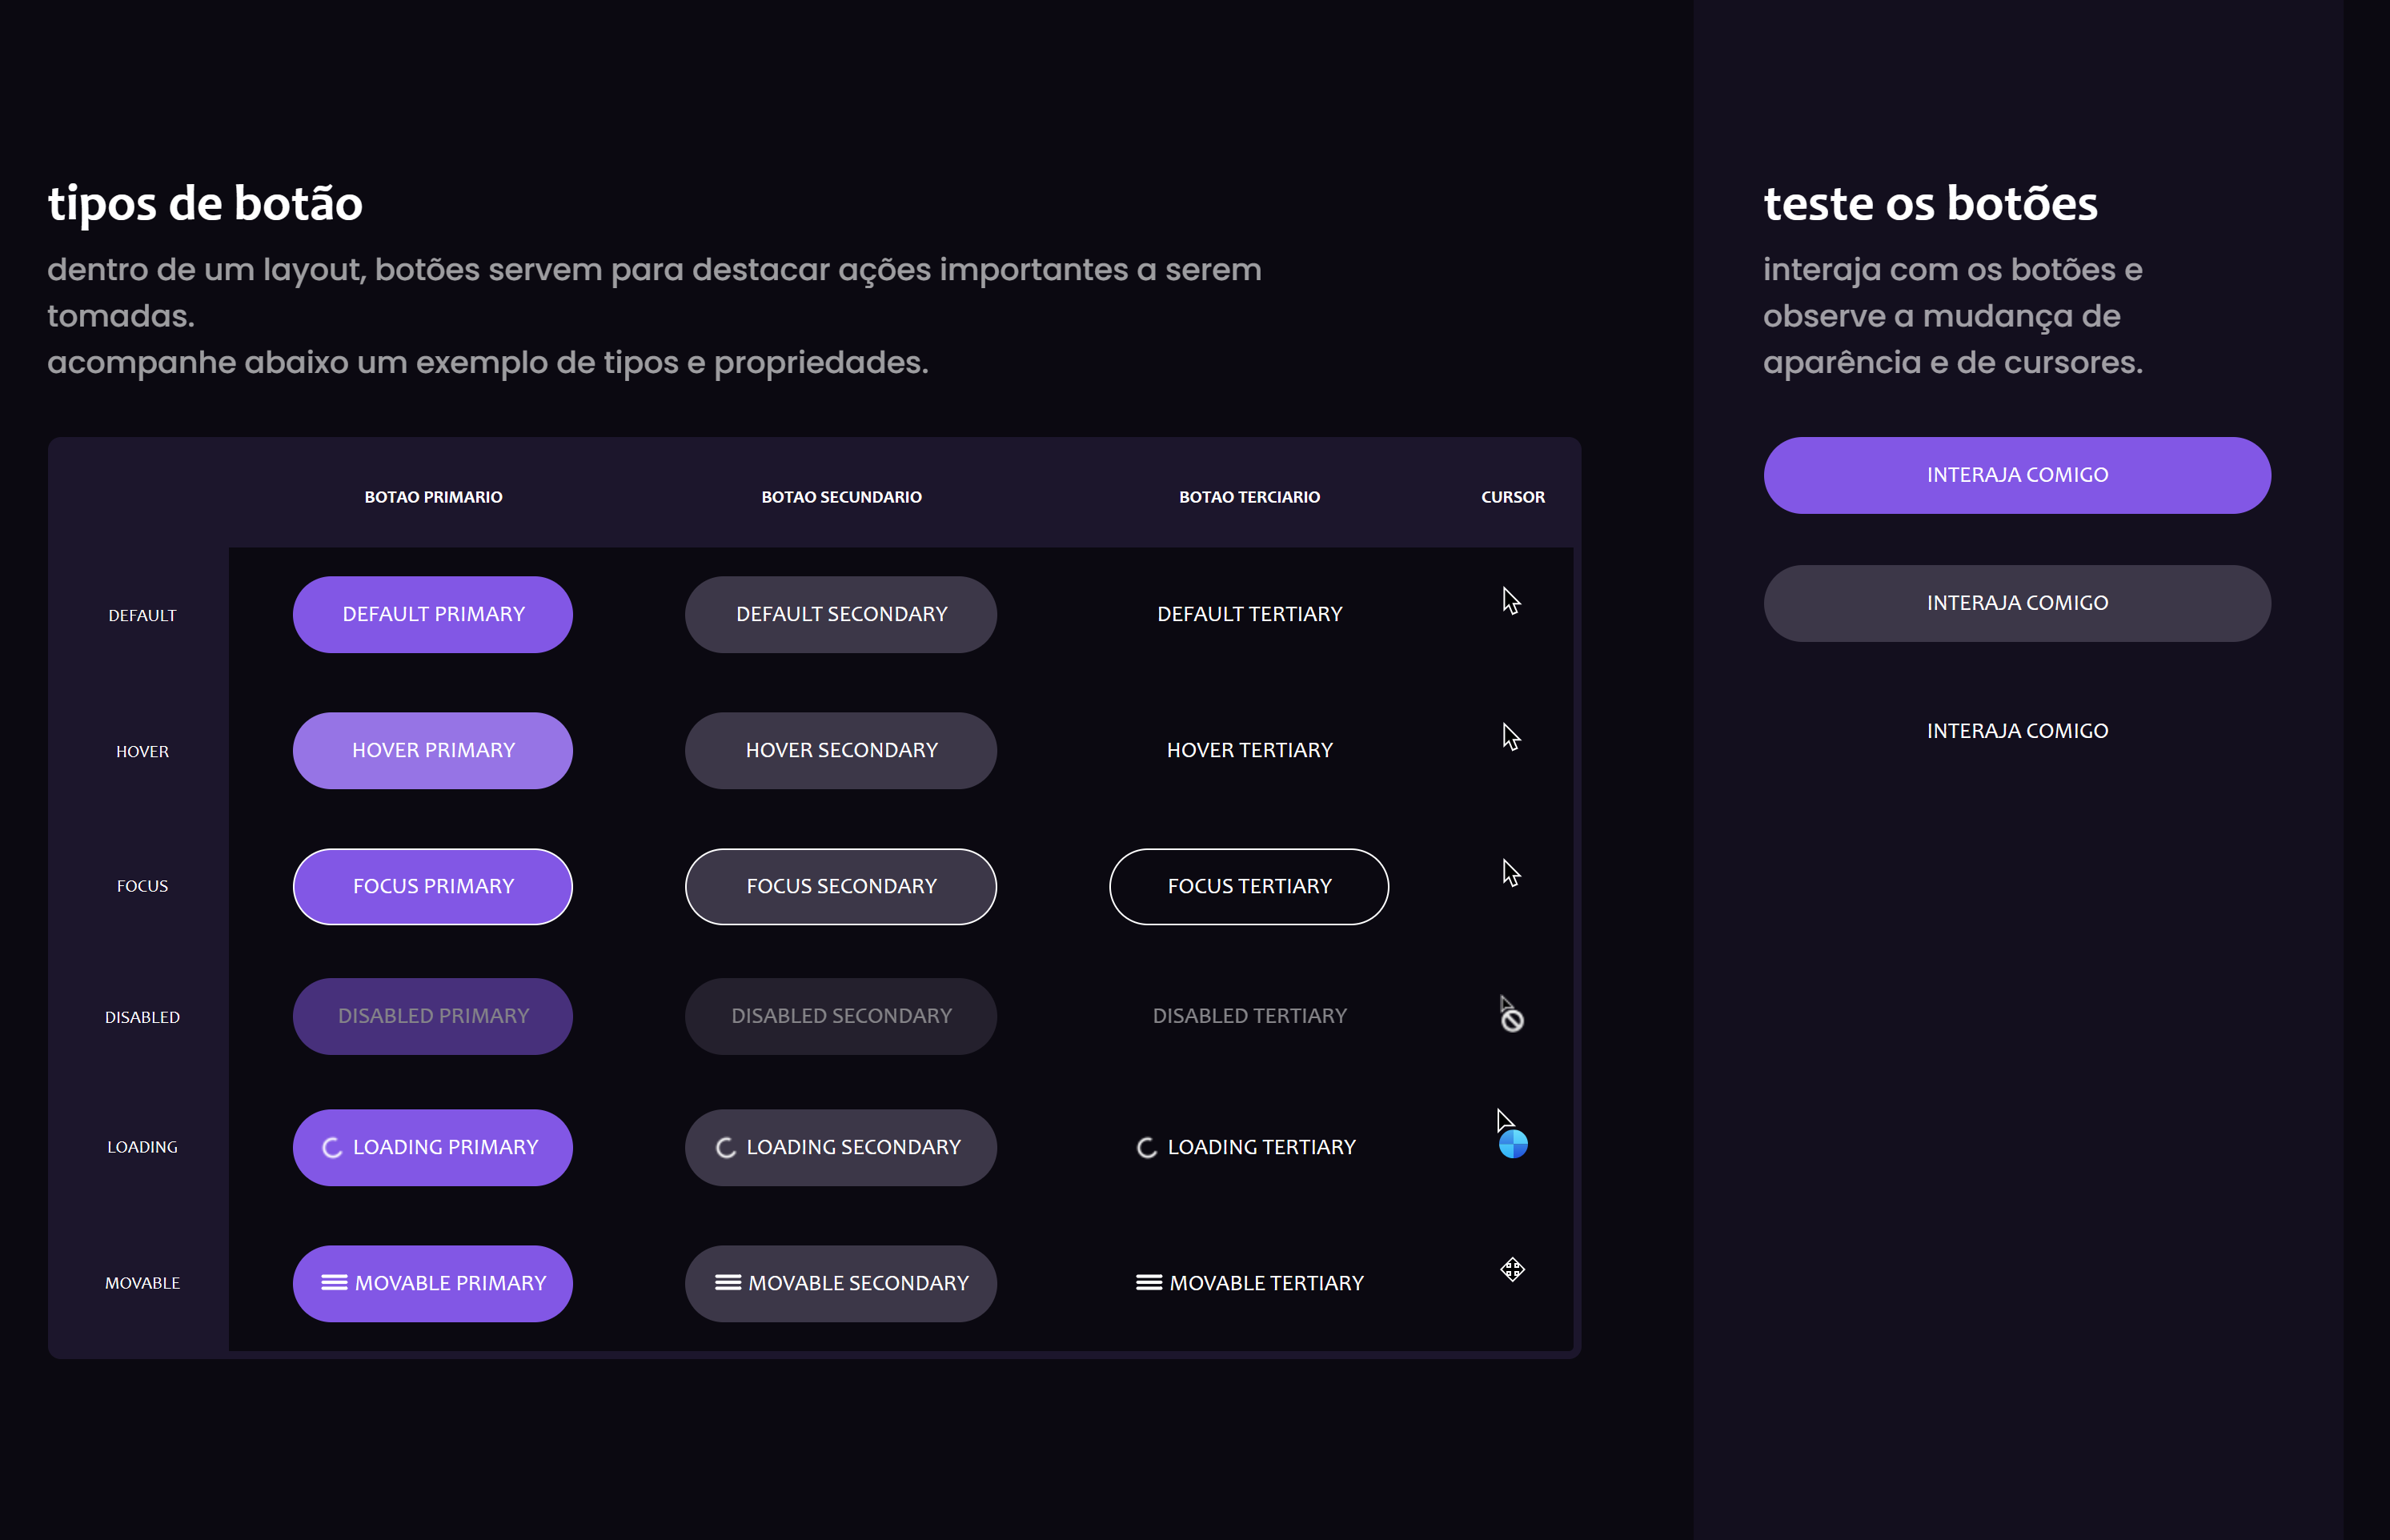 tipos de botão
dentro de um layout, botões servem para destacar ações importantes a serem
tomadas.
acompanhe abaixo um exemplo de tipos e propriedades.
BOTAO PRIMARIO BOTAO SECUNDARIO BOTAO TERCIARIO CURSOR
DEFAULT DEFAULT PRIMARY DEFAULT SECONDARY DEFAULT TERTIARY
HOVER HOVER PRIMARY HOVER SECONDARY HOVER TERTIARY
FOCUS FOCUS PRIMARY FOCUS SECONDARY FOCUS TERTIARY
DISABLED DISABLED PRIMARY DISABLED SECONDARY DISABLED TERTIARY
LOADING LOADING PRIMARY LOADING SECONDARY LOADING TERTIARY
MOVABLE MOVABLE PRIMARY MOVABLE SECONDARY MOVABLE TERTIARY
teste os botões
interaja com os botões e
observe a mudança de
aparência e de cursores.
INTERAJA COMIGO
INTERAJA COMIGO
INTERAJA COMIGO